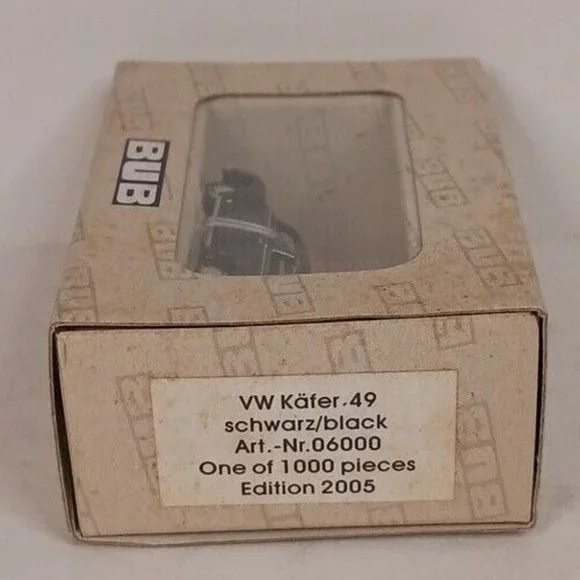 BUB
VW Käfer.49
schwarz/black
Art.-Nr.06000
One of 1000 pieces
Edition 2005